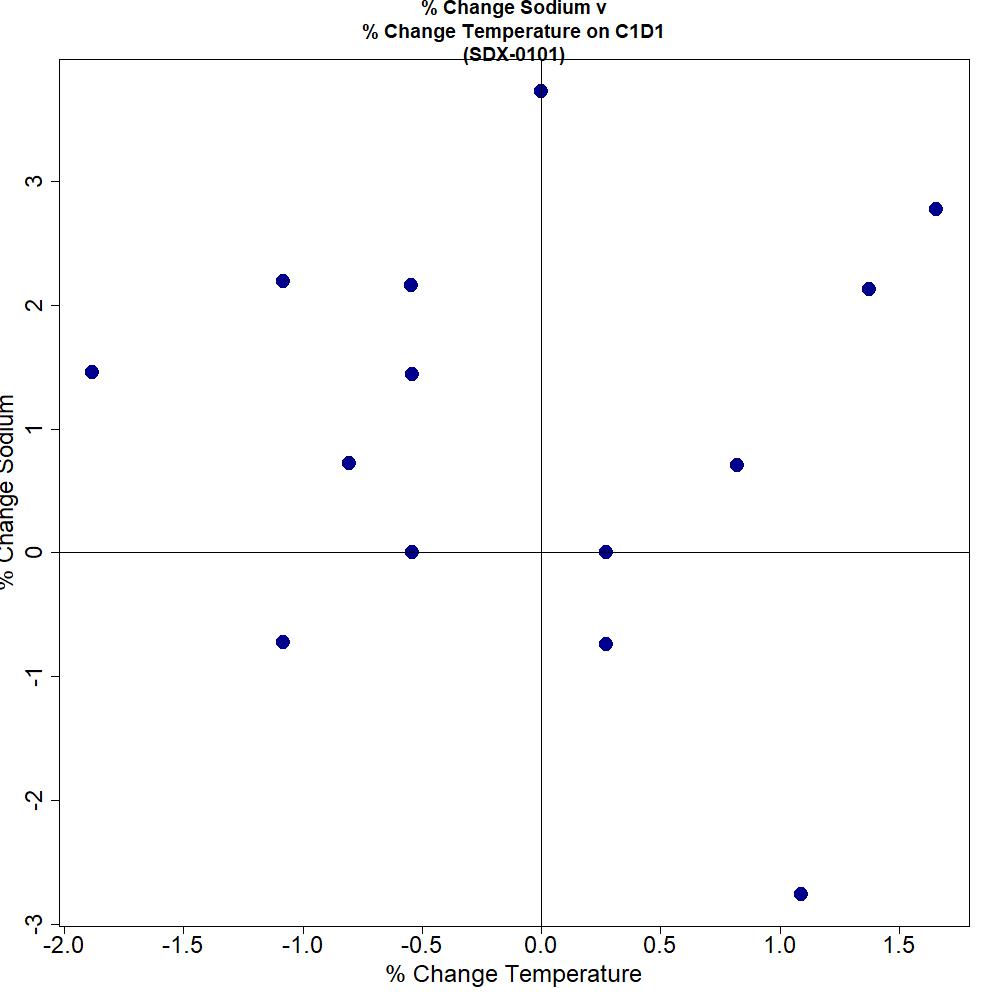 % Change Sodium v
% Change Temperature on C1D1
(SDX-0101)
% Change Sodium
3
2
1
0
-1
-2
-3
-2.0 -1.5 -1.0 -0.5 0.0 0.5 1.0 1.5
% Change Temperature